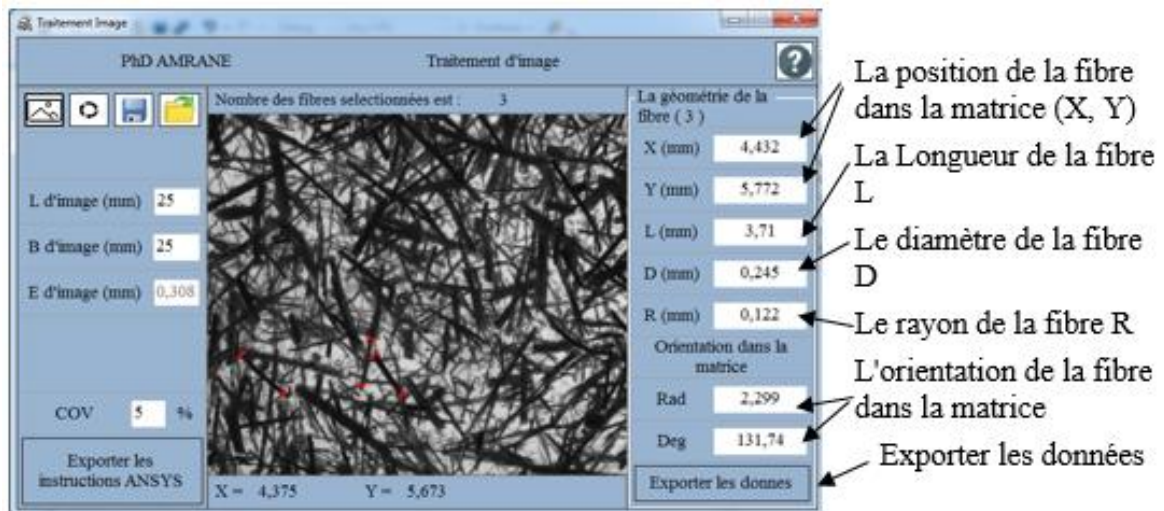 Traitement Image
PhD AMRANE Traitement d'image
Nombre des fibres selectionnées est : 3
L d'image (mm) 25
B d'image (mm) 25
E d'image (mm) 0,308
COV 5 %
Exporter les
instructions ANSYS
X = 4,375 Y = 5,673
La géométrie de la
fibre ( 3 )
X (mm) 4,432
Y (mm) 5,772
L (mm) 3,71
D (mm) 0,245
R (mm) 0,122
Orientation dans la
matrice
Rad 2,299
Deg 131,74
Exporter les donnes
La position de la fibre
dans la matrice (X, Y)
La Longueur de la fibre
L
Le diamètre de la fibre
D
Le rayon de la fibre R
L'orientation de la fibre
dans la matrice
Exporter les données